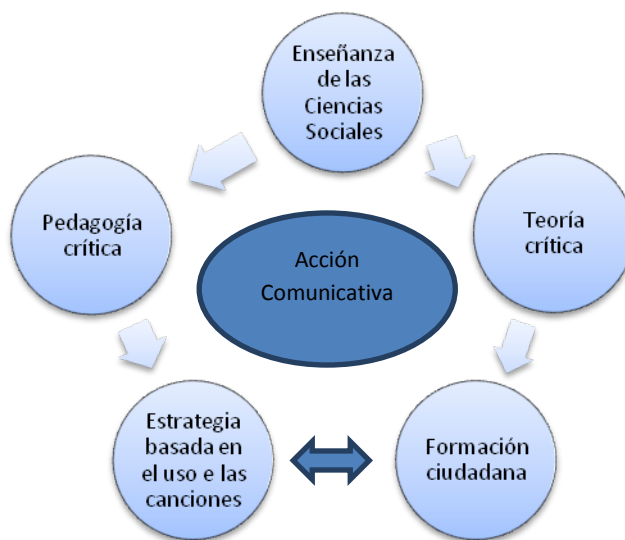 Enseñanza
de las
Ciencias
Sociales
Pedagogía
crítica
Teoría
crítica
Acción
Comunicativa
Estrategia
basada en
el uso e las
canciones
Formación
ciudadana